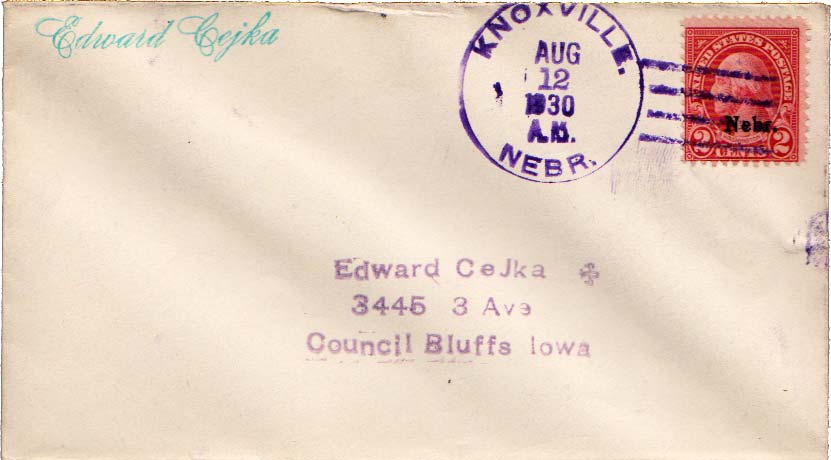 Edward Cejka
KNOXVILLE.
AUG
12
1930
A.M.
NEBR.
UNITED STATES POSTAGE
Nebr.
2 CENTS 2
Edward CeJka
3445 3 Ave
Council Bluffs Iowa